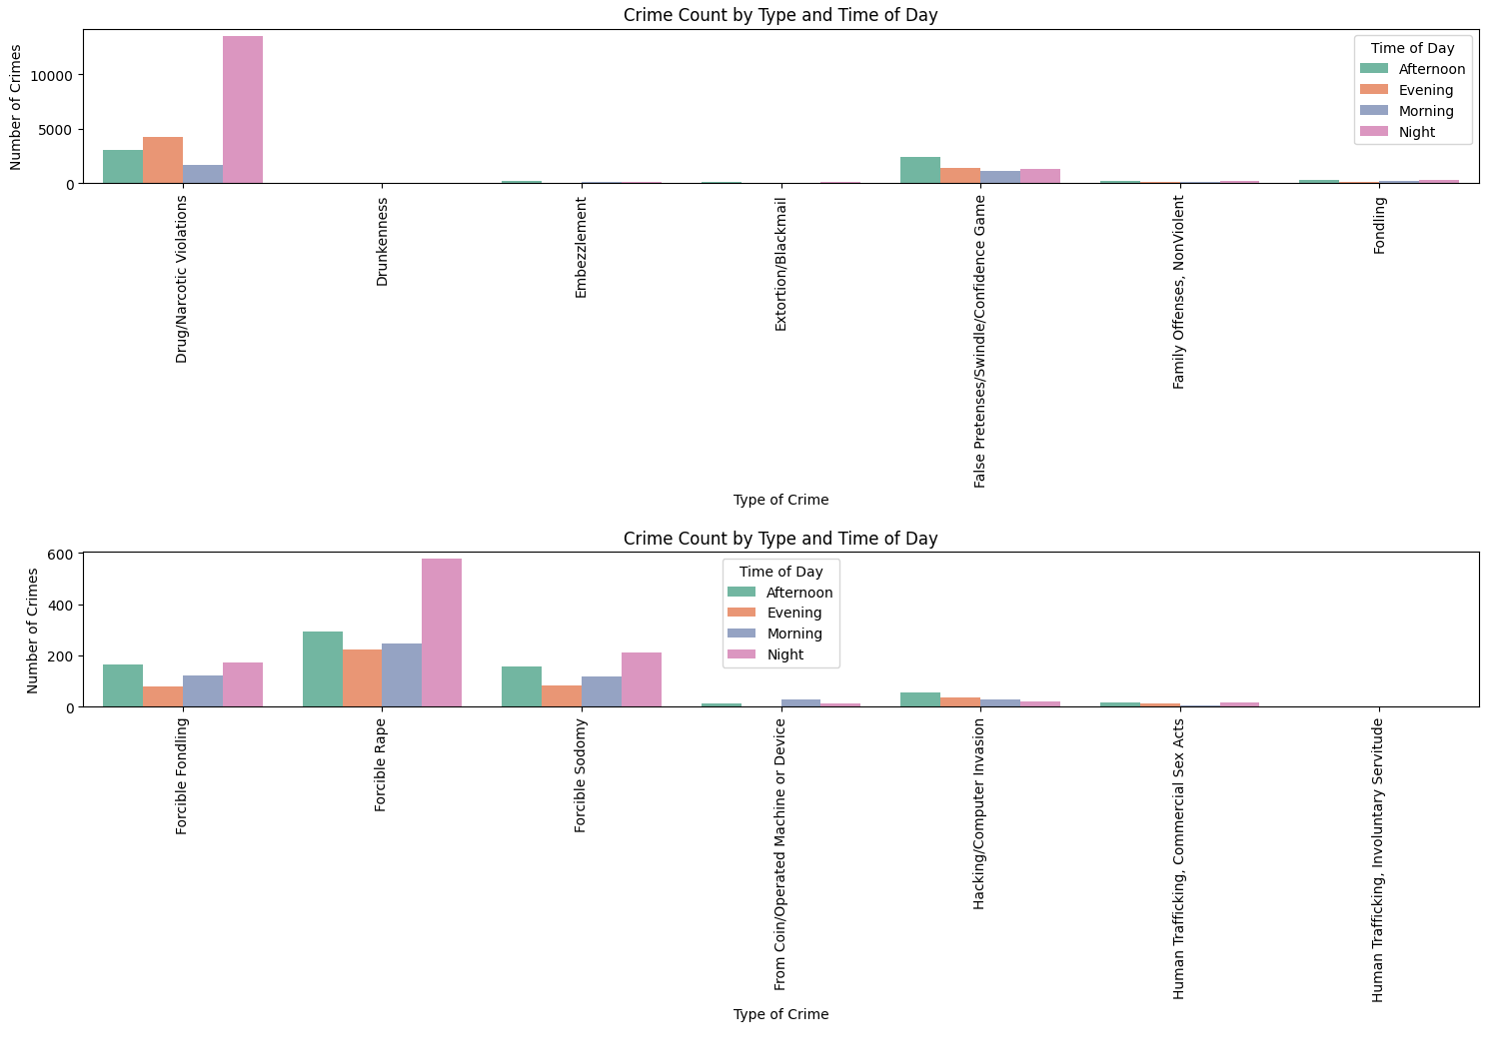 Crime Count by Type and Time of Day
Number of Crimes
10000
5000
0
Time of Day
Afternoon
Evening
Morning
Night
Drug/Narcotic Violations
Drunkenness
Embezzlement
Extortion/Blackmail
False Pretenses/Swindle/Confidence Game
Family Offenses, NonViolent
Fondling
Type of Crime
Crime Count by Type and Time of Day
Number of Crimes
600
400
200
0
Time of Day
Afternoon
Evening
Morning
Night
Forcible Fondling
Forcible Rape
Forcible Sodomy
From Coin/Operated Machine or Device
Hacking/Computer Invasion
Human Trafficking, Commercial Sex Acts
Human Trafficking, Involuntary Servitude
Type of Crime